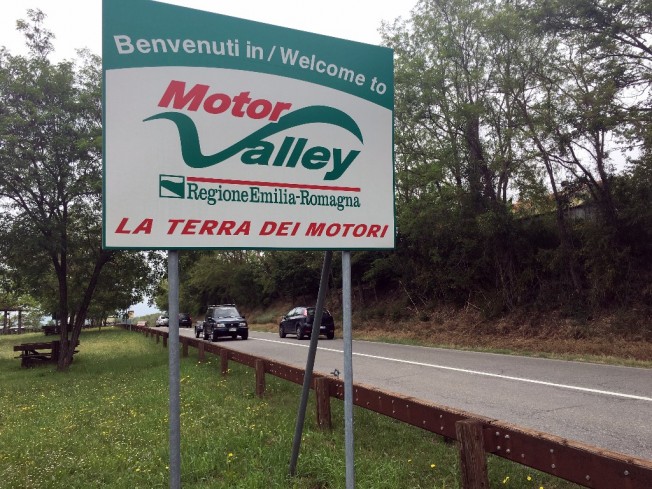 Benvenuti in / Welcome to
Motor
Valley
RegioneEmilia-Romagna
LA TERRA DEI MOTORI